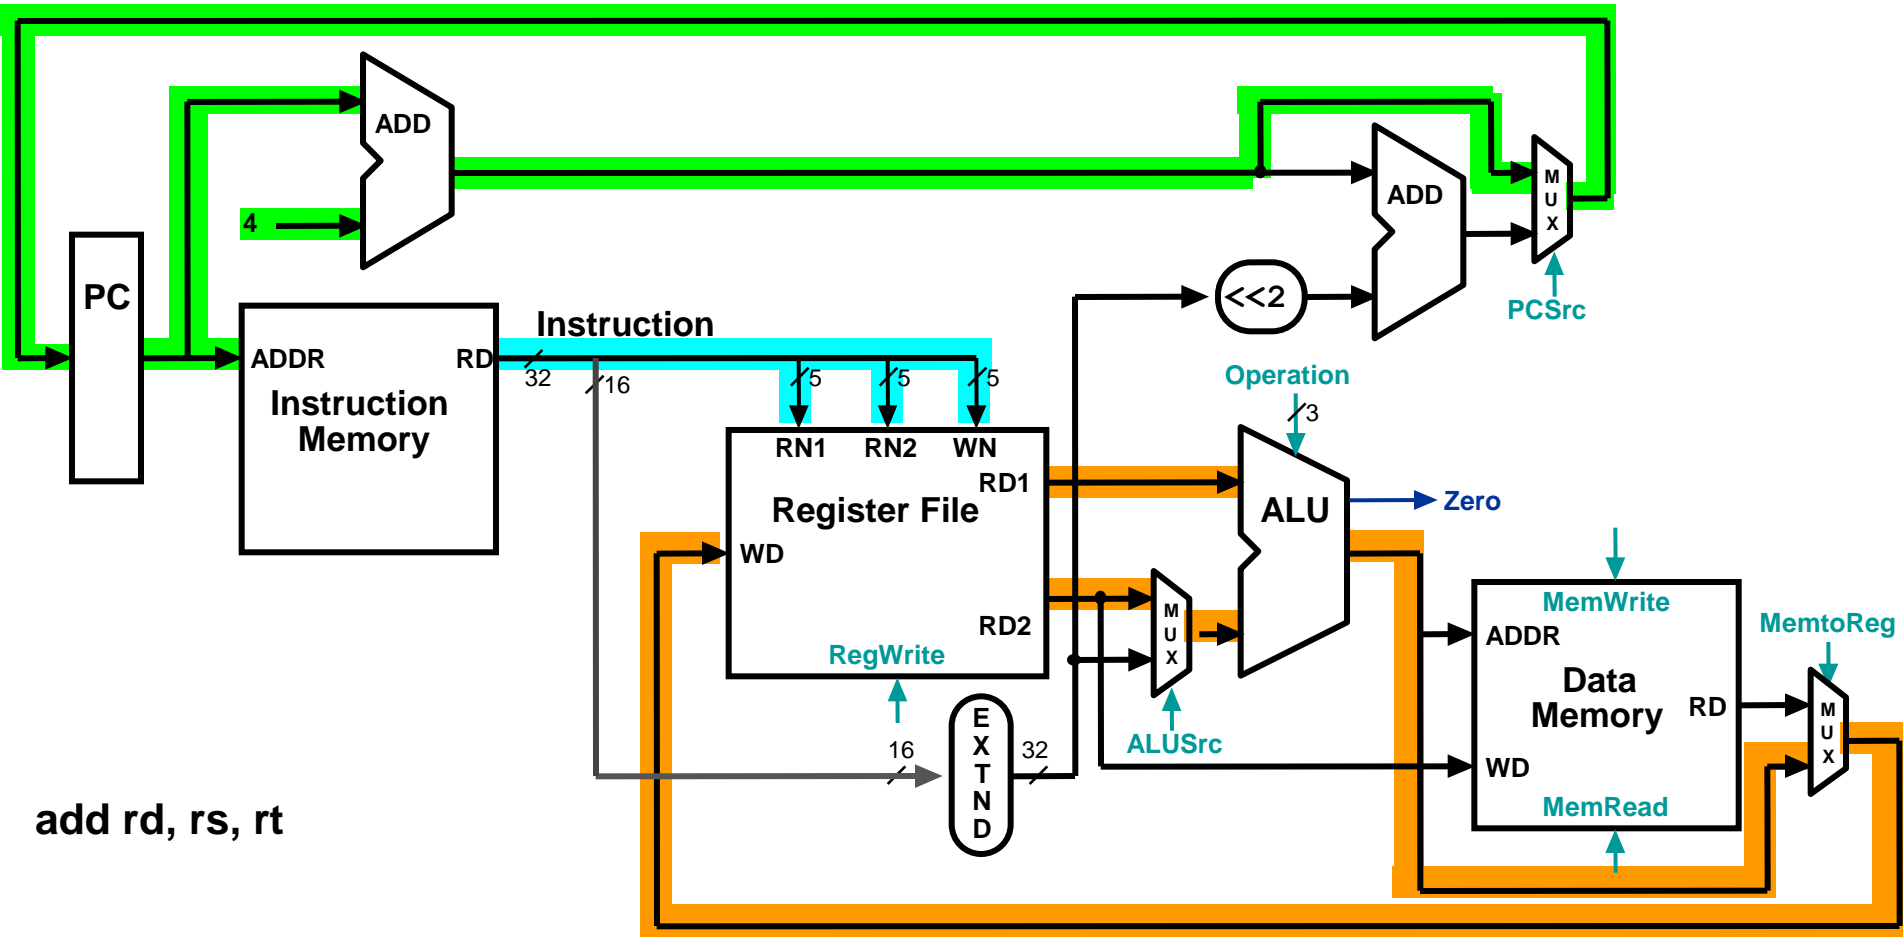 ADD
4
PC
ADD
M
U
X
<<2
PCSrc
Instruction
ADDR
RD
32
16
5
5
5
Instruction
Memory
Operation
3
RN1
RN2
WN
RD1
Register File
WD
RD2
RegWrite
ALU
Zero
M
U
X
ALUSrc
MemWrite
ADDR
Data
Memory
RD
WD
MemRead
MemtoReg
M
U
X
16
E
X
T
N
D
32
add rd, rs, rt